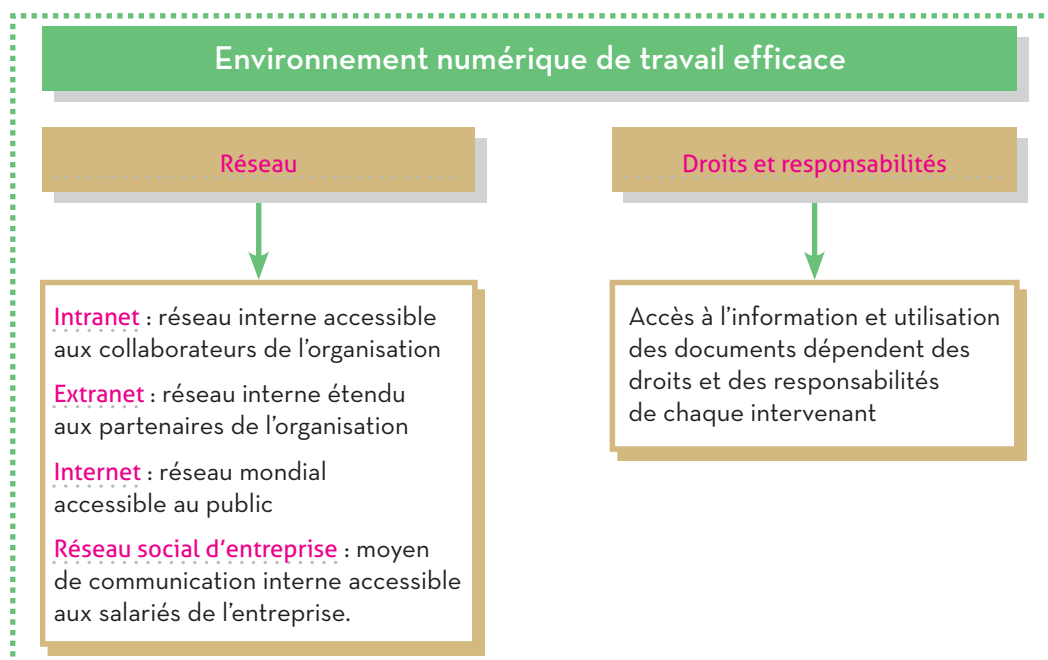 Environnement numérique de travail efficace
Réseau
Intranet : réseau interne accessible
aux collaborateurs de l'organisation
Extranet : réseau interne étendu
aux partenaires de l'organisation
Internet : réseau mondial
accessible au public
Réseau social d'entreprise : moyen
de communication interne accessible
aux salariés de l'entreprise.
Droits et responsabilités
Accès à l'information et utilisation
des documents dépendent des
droits et des responsabilités
de chaque intervenant